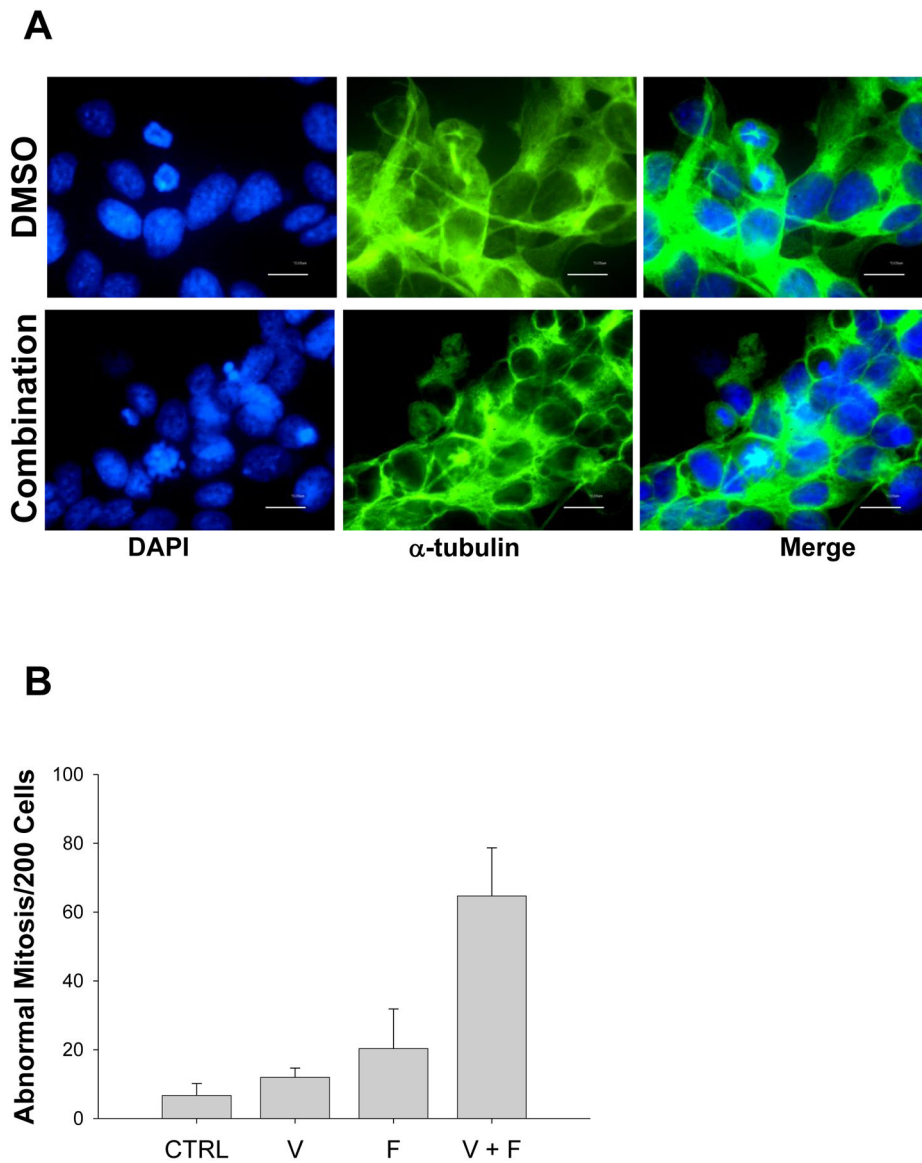 A
DMSO
Combination
DAPI
α-tubulin
Merge
B
Abnormal Mitosis/200 Cells
100
80
60
40
20
0
CTRL
V
F
V + F